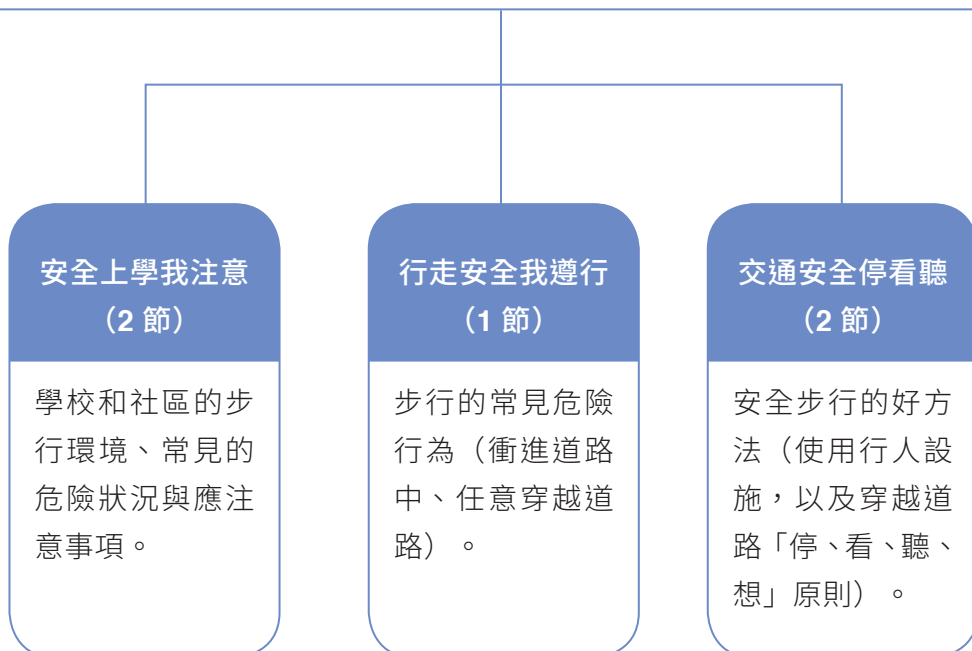 安全上學我注意
（2 節）
學校和社區的步
行環境、常見的
危險狀況與應注
意事項。
行走安全我遵行
（1 節）
步行的常見危險
行為（衝進道路
中、任意穿越道
路）。
交通安全停看聽
（2 節）
安全步行的好方
法（使用行人設
施，以及穿越道
路「停、看、聽、
想」原則）。